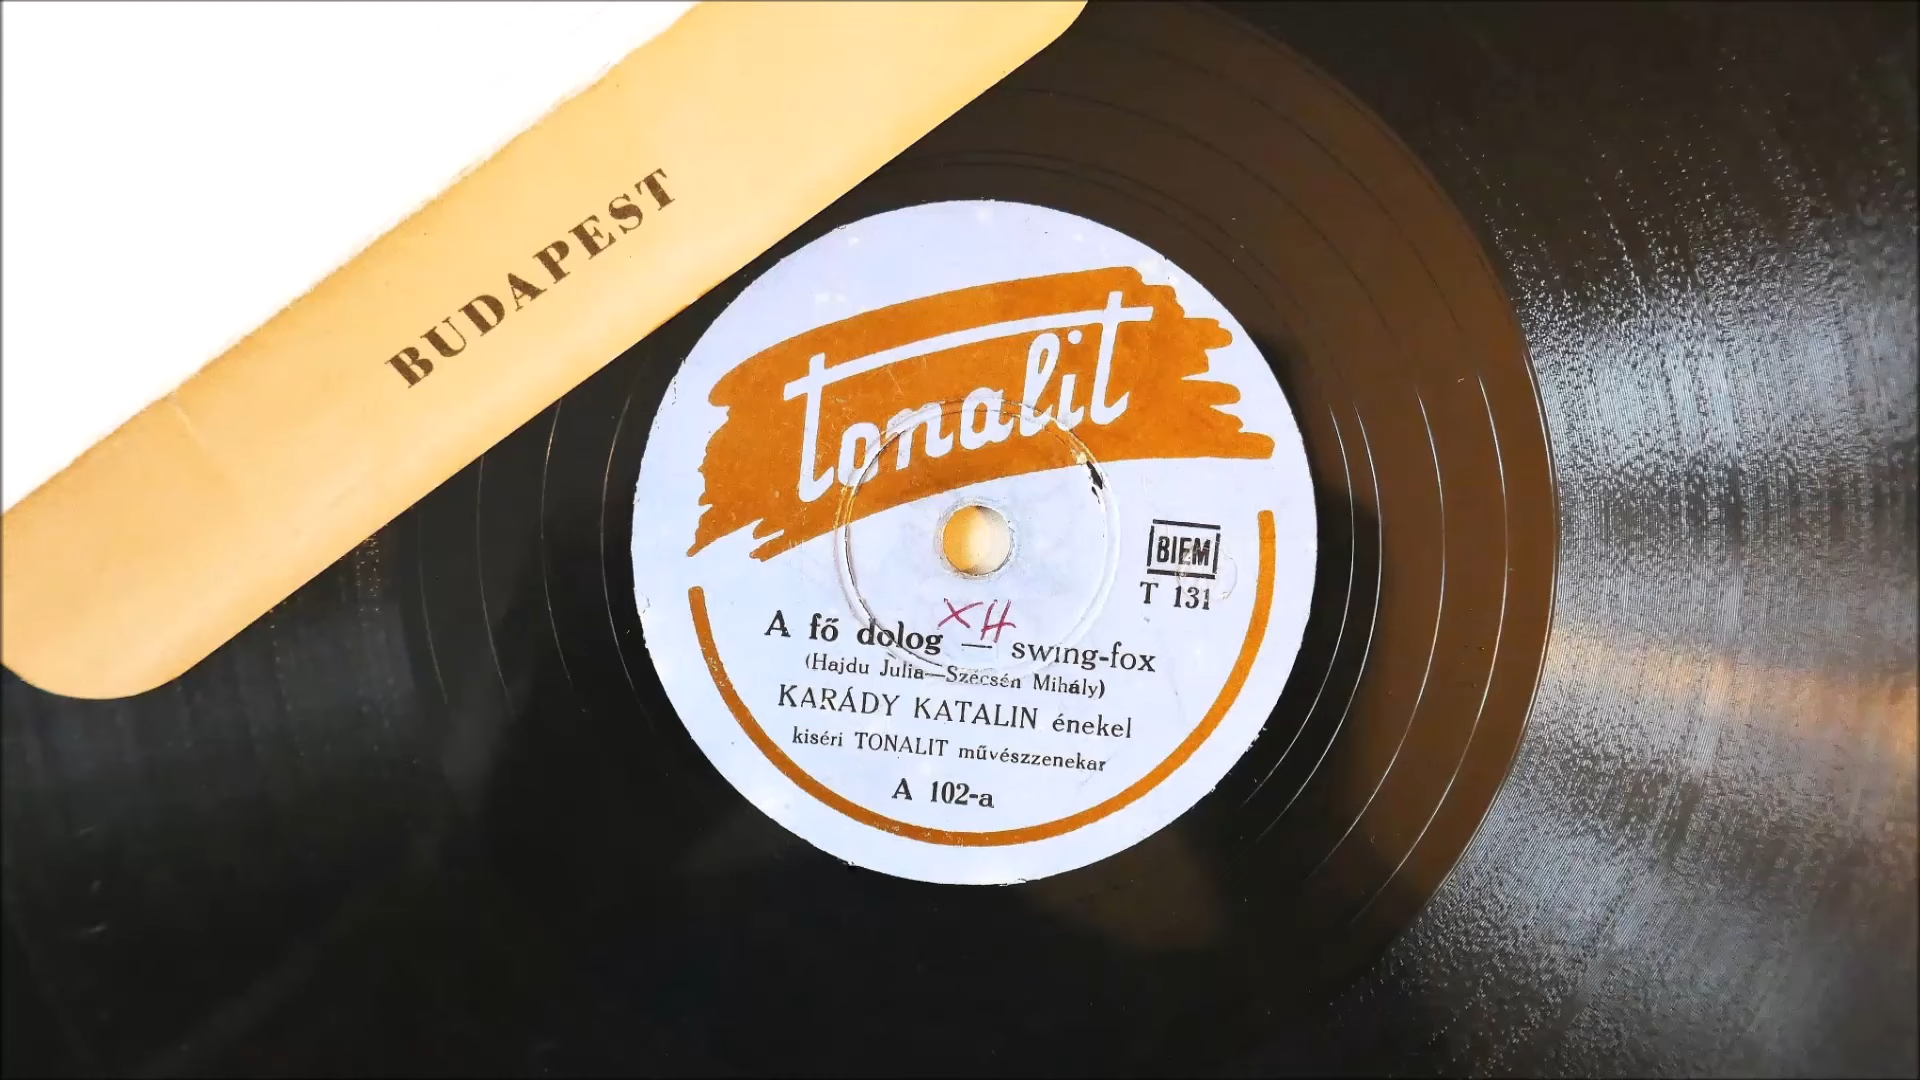 BUDAPEST
tonalit
BIEM
T 131
XH
A fő dolog — swing-fox
(Hajdu Julia—Szécsén Mihály)
KARÁDY KATALIN énekel
kiséri TONALIT művészzenekar
A 102-a